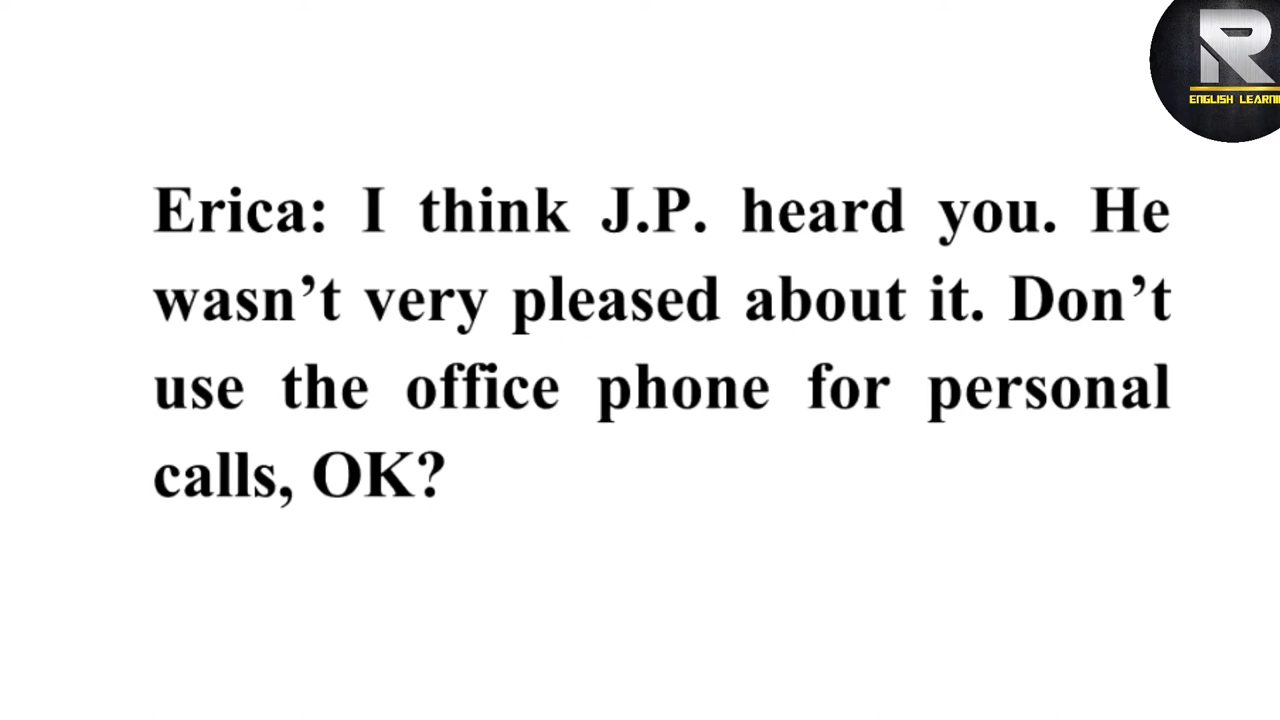 R
ENGLISH LEARNIN
Erica: I think J.P. heard you. He
wasn’t very pleased about it. Don’t
use the office phone for personal
calls, OK?